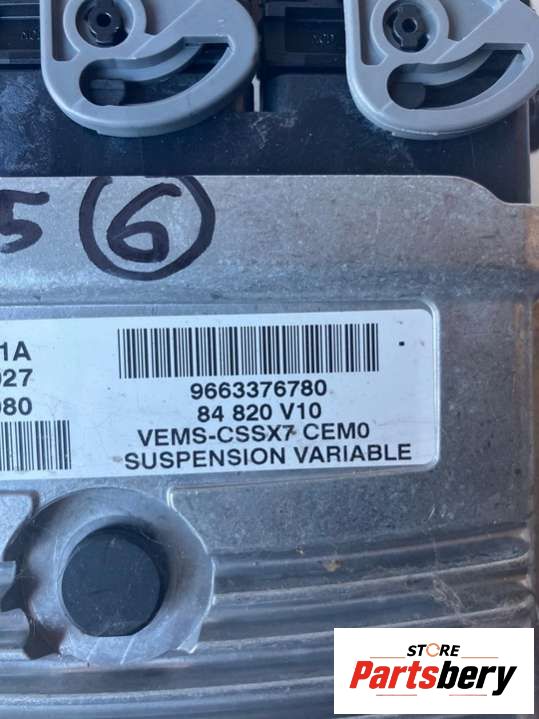 5 6
1A
027
080
9663376780
84 820 V10
VEMS-CSSX7 CEM0
SUSPENSION VARIABLE
STORE
Partsbery